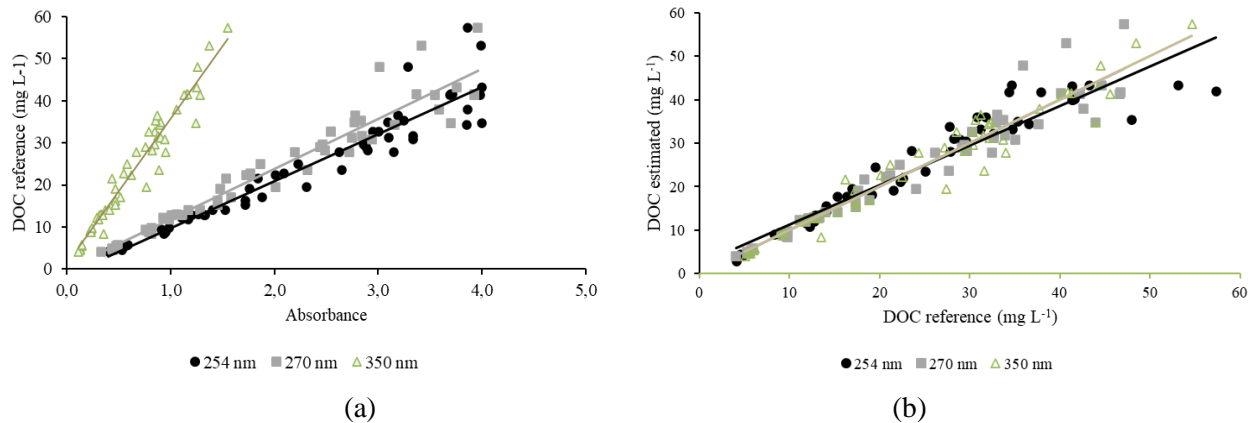 DOC reference (mg L-1)
60
50
40
30
20
10
0
0,0 1,0 2,0 3,0 4,0 5,0
Absorbance
254 nm 270 nm 350 nm
(a)
DOC estimated (mg L-1)
60
50
40
30
20
10
0
0 10 20 30 40 50 60
DOC reference (mg L-1)
254 nm 270 nm 350 nm
(b)